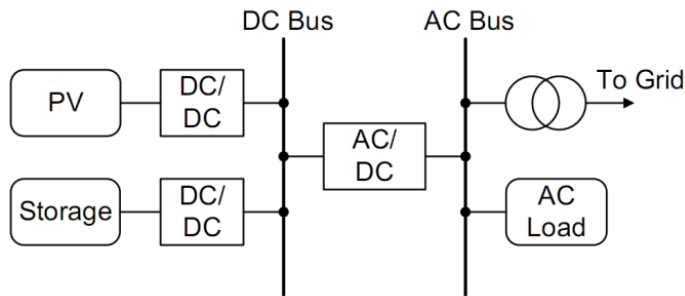 DC Bus
AC Bus
PV
DC/
DC
AC/
DC
To Grid
Storage
DC/
DC
AC
Load